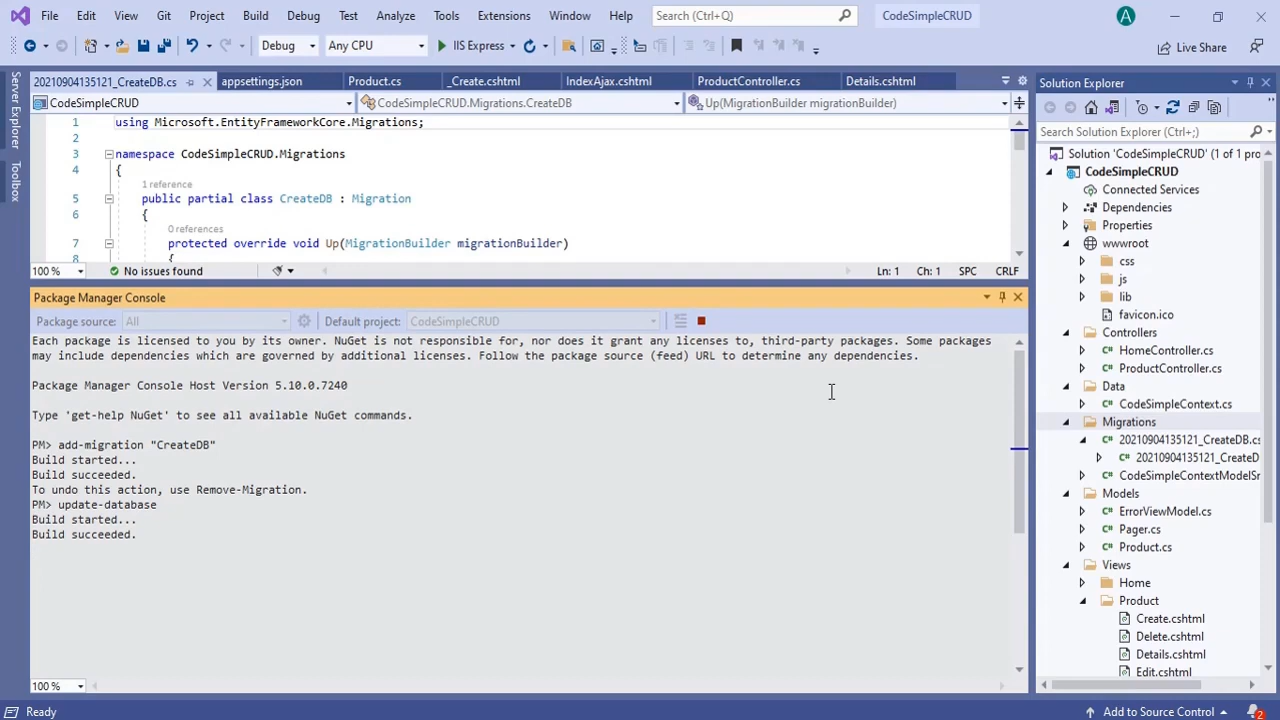 File Edit View Git Project Build Debug Test Analyze Tools Extensions Window Help Search (Ctrl+Q) CodeSimpleCRUD A
Debug Any CPU IIS Express Live Share
Server Explorer
Toolbox
20210904135121_CreateDB.cs appsettings.json Product.cs _Create.cshtml IndexAjax.cshtml ProductController.cs Details.cshtml
CodeSimpleCRUD CodeSimpleCRUD.Migrations.CreateDB Up(MigrationBuilder migrationBuilder)
1 using Microsoft.EntityFrameworkCore.Migrations;
2
3 namespace CodeSimpleCRUD.Migrations
4 {
1 reference
5 public partial class CreateDB : Migration
6 {
0 references
7 protected override void Up(MigrationBuilder migrationBuilder)
8 {
100 % No issues found Ln: 1 Ch: 1 SPC CRLF
Package Manager Console
Package source: All Default project: CodeSimpleCRUD
Each package is licensed to you by its owner. NuGet is not responsible for, nor does it grant any licenses to, third-party packages. Some packages
may include dependencies which are governed by additional licenses. Follow the package source (feed) URL to determine any dependencies.
Package Manager Console Host Version 5.10.0.7240
Type 'get-help NuGet' to see all available NuGet commands.
PM> add-migration "CreateDB"
Build started...
Build succeeded.
To undo this action, use Remove-Migration.
PM> update-database
Build started...
Build succeeded.
100 %
Solution Explorer
Search Solution Explorer (Ctrl+;)
Solution 'CodeSimpleCRUD' (1 of 1 pro
CodeSimpleCRUD
Connected Services
Dependencies
Properties
wwwroot
css
js
lib
favicon.ico
Controllers
C# HomeController.cs
C# ProductController.cs
Data
C# CodeSimpleContext.cs
Migrations
C# 20210904135121_CreateDB.cs
C# 20210904135121_CreateD
C# CodeSimpleContextModelSr
Models
C# ErrorViewModel.cs
C# Pager.cs
C# Product.cs
Views
Home
Product
Create.cshtml
Delete.cshtml
Details.cshtml
Edit.cshtml
Ready Add to Source Control 2